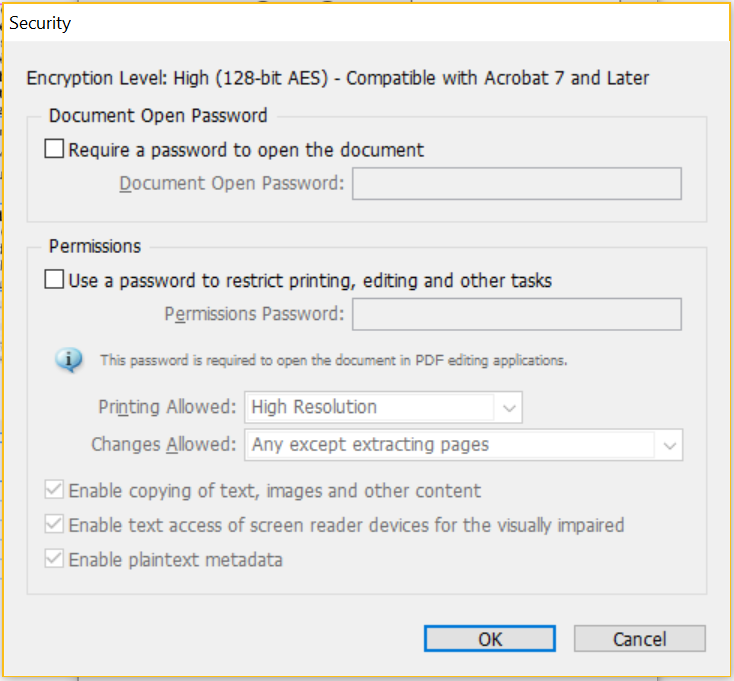 Security
Encryption Level: High (128-bit AES) - Compatible with Acrobat 7 and Later
Document Open Password
Require a password to open the document
Document Open Password:
Permissions
Use a password to restrict printing, editing and other tasks
Permissions Password:
This password is required to open the document in PDF editing applications.
Printing Allowed: High Resolution
Changes Allowed: Any except extracting pages
Enable copying of text, images and other content
Enable text access of screen reader devices for the visually impaired
Enable plaintext metadata
OK Cancel